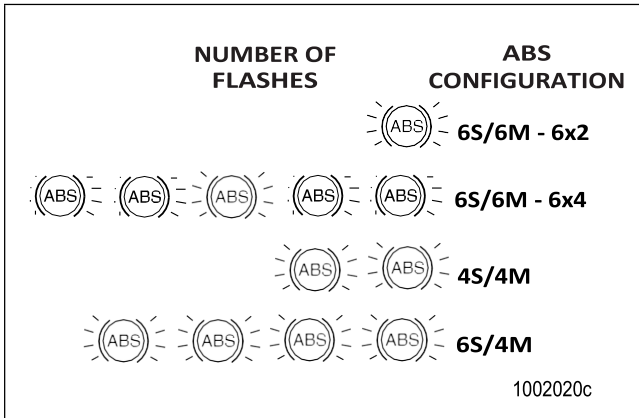 NUMBER OF FLASHES
ABS CONFIGURATION
ABS 6S/6M - 6x2
ABS ABS ABS ABS ABS 6S/6M - 6x4
ABS ABS 4S/4M
ABS ABS ABS ABS 6S/4M
1002020c